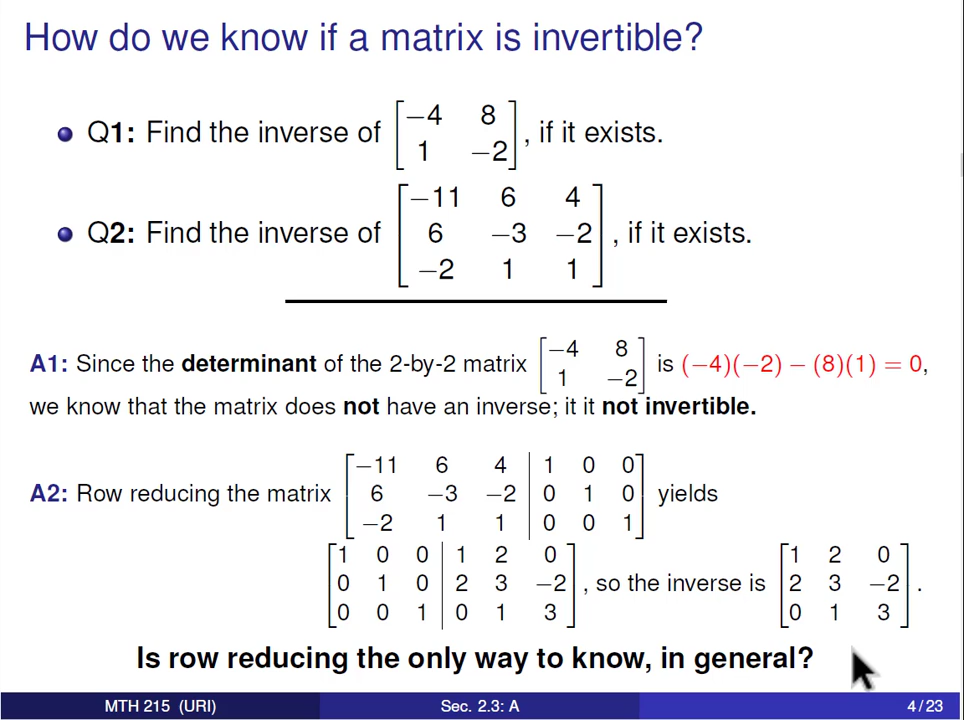 How do we know if a matrix is invertible?
Q1: Find the inverse of [−4 8; 1 −2], if it exists.
Q2: Find the inverse of [−11 6 4; 6 −3 −2; −2 1 1], if it exists.
A1: Since the determinant of the 2-by-2 matrix [−4 8; 1 −2] is (−4)(−2) − (8)(1) = 0,
we know that the matrix does not have an inverse; it it not invertible.
A2: Row reducing the matrix [−11 6 4 | 1 0 0; 6 −3 −2 | 0 1 0; −2 1 1 | 0 0 1] yields
[1 0 0 | 1 2 0; 0 1 0 | 2 3 −2; 0 0 1 | 0 1 3], so the inverse is [1 2 0; 2 3 −2; 0 1 3].
Is row reducing the only way to know, in general?
MTH 215 (URI) Sec. 2.3: A 4/23